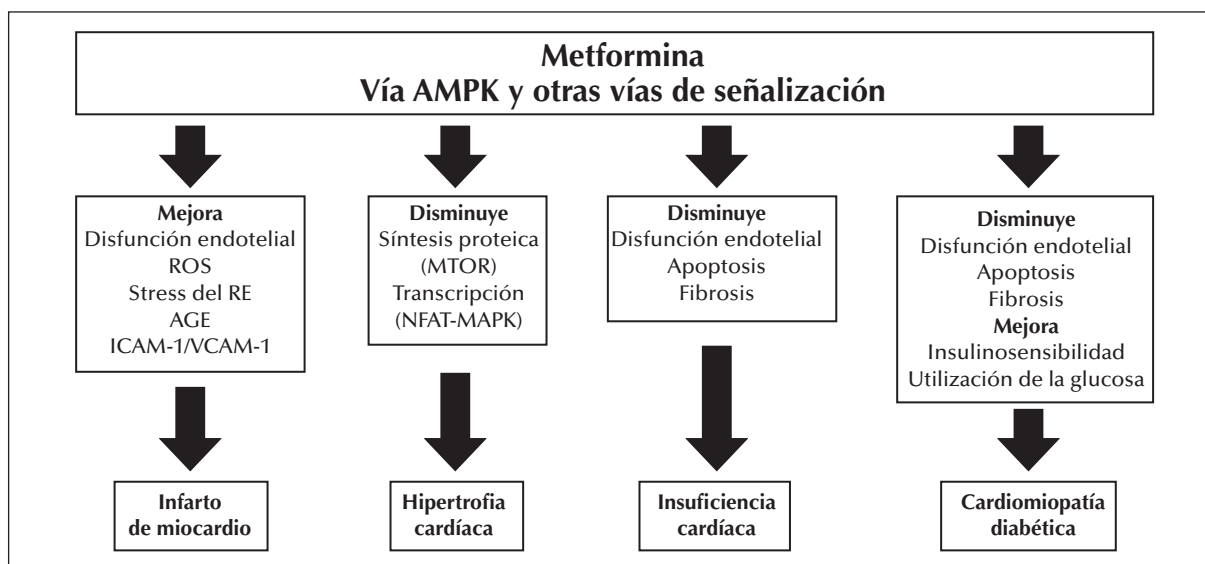 Metformina
Vía AMPK y otras vías de señalización
Mejora
Disfunción endotelial
ROS
Stress del RE
AGE
ICAM-1/VCAM-1
Disminuye
Síntesis proteica
(MTOR)
Transcripción
(NFAT-MAPK)
Disminuye
Disfunción endotelial
Apoptosis
Fibrosis
Disminuye
Disfunción endotelial
Apoptosis
Fibrosis
Mejora
Insulinosensibilidad
Utilización de la glucosa
Infarto
de miocardio
Hipertrofia
cardíaca
Insuficiencia
cardíaca
Cardiomiopatía
diabética